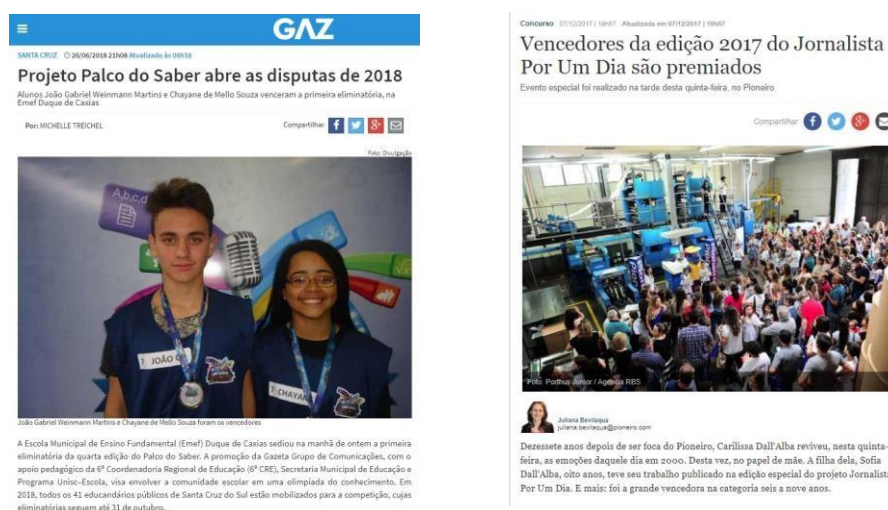 GAZ
SANTA CRUZ 26/06/2018 21h06 Atualizado às 08h56
Projeto Palco do Saber abre as disputas de 2018
Alunos João Gabriel Weinmann Martins e Chayane de Mello Souza venceram a primeira eliminatória, na
Emef Duque de Caxias
Por: MICHELLE TREICHEL
Compartilhe
Foto: Divulgação
A,b,c,d
1 JOÃO G
1 CHAYAN
João Gabriel Weinmann Martins e Chayane de Mello Souza foram os vencedores
A Escola Municipal de Ensino Fundamental (Emef) Duque de Caxias sediou na manhã de ontem a primeira
eliminatória da quarta edição do Palco do Saber. A promoção da Gazeta Grupo de Comunicações, com o
apoio pedagógico da 6ª Coordenadoria Regional de Educação (6ª CRE), Secretaria Municipal de Educação e
Programa Unisc–Escola, visa envolver a comunidade escolar em uma olimpíada do conhecimento. Em
2018, todos os 41 educandários públicos de Santa Cruz do Sul estão mobilizados para a competição, cujas
eliminatórias seguem até 31 de outubro.
Concurso 07/12/2017 | 19h57 Atualizada em 07/12/2017 | 19h57
Vencedores da edição 2017 do Jornalista
Por Um Dia são premiados
Evento especial foi realizado na tarde desta quinta-feira, no Pioneiro
Compartilhar
Foto: Porthus Junior / Agência RBS
Juliana Bevilaqua
juliana.bevilaqua@pioneiro.com
Dezessete anos depois de ser foca do Pioneiro, Carilissa Dall'Alba reviveu, nesta quinta-
feira, as emoções daquele dia em 2000. Desta vez, no papel de mãe. A filha dela, Sofia
Dall'Alba, oito anos, teve seu trabalho publicado na edição especial do projeto Jornalista
Por Um Dia. E mais: foi a grande vencedora na categoria seis a nove anos.